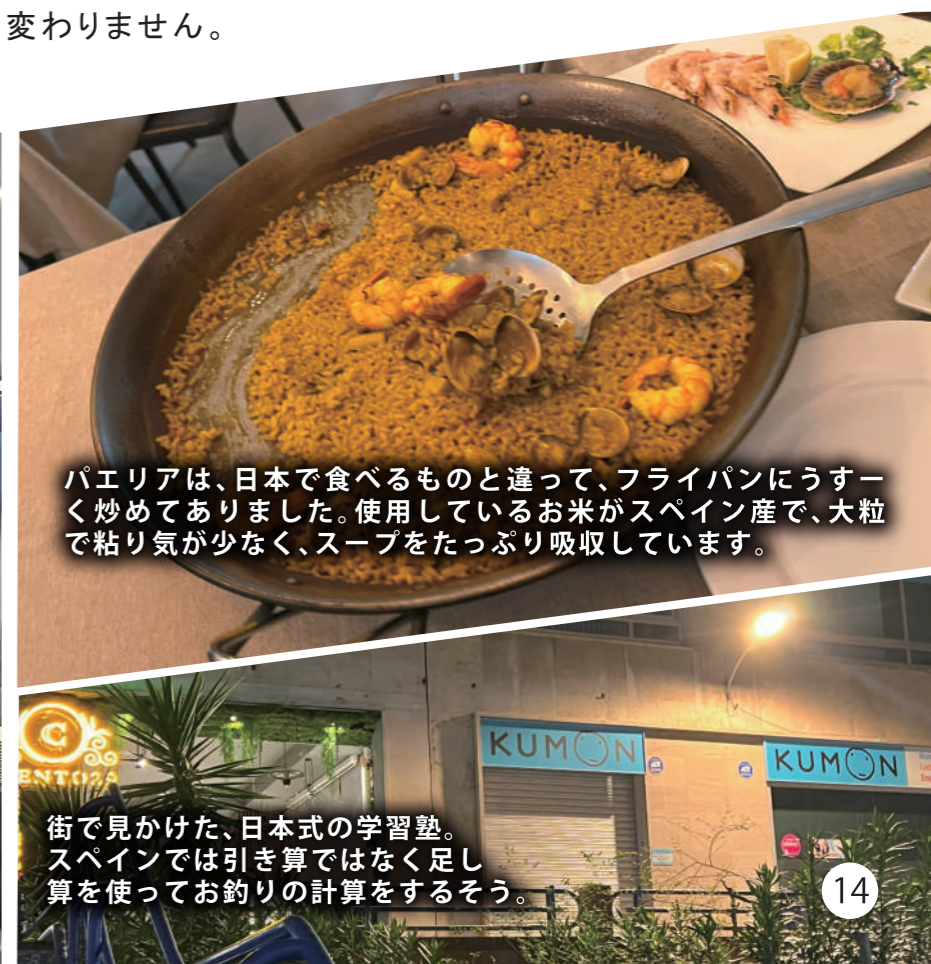 変わりません。
パエリアは、日本で食べるものと違って、フライパンにうすー
く炒めてありました。使用しているお米がスペイン産で、大粒
で粘り気が少なく、スープをたっぷり吸収しています。
KUMON
KUMON
街で見かけた、日本式の学習塾。
スペインでは引き算ではなく足し
算を使ってお釣りの計算をするそう。
14